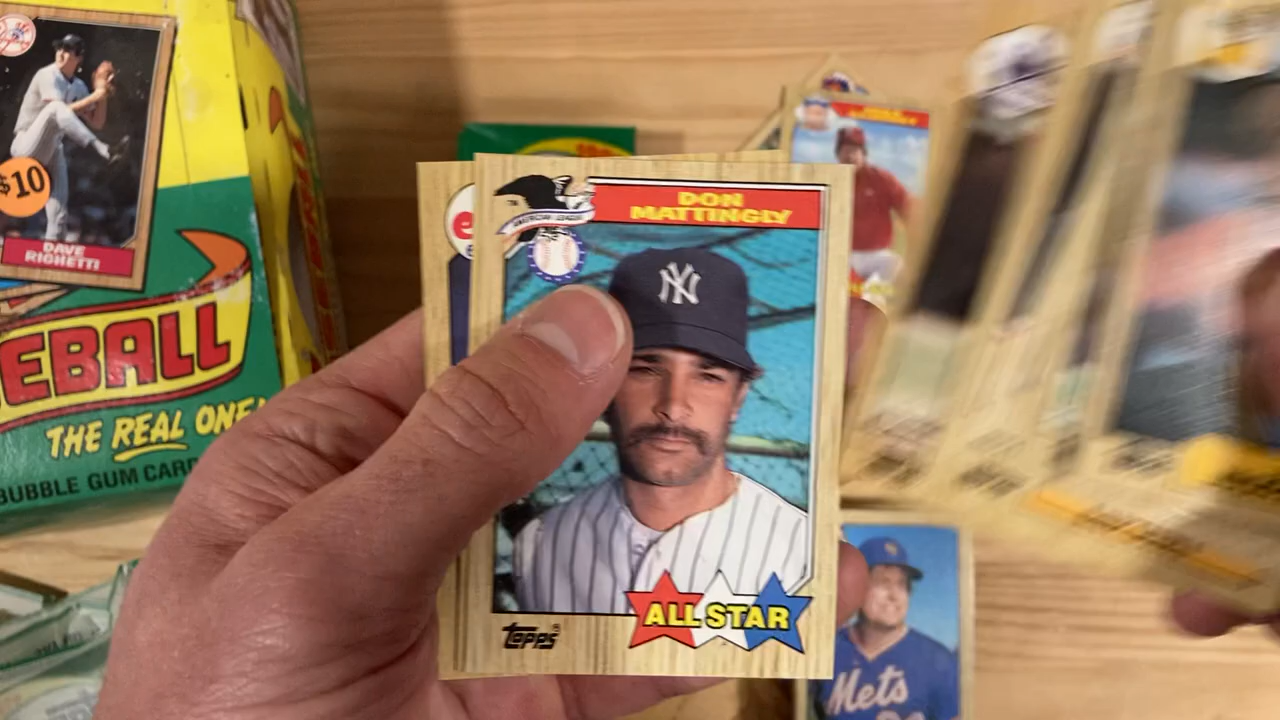 $10
DAVE
RIGHETTI
EBALL
THE REAL ONE!
BUBBLE GUM CARD
DON
MATTINGLY
AMERICAN LEAGUE
NY
ALL STAR
TOPPS
Mets